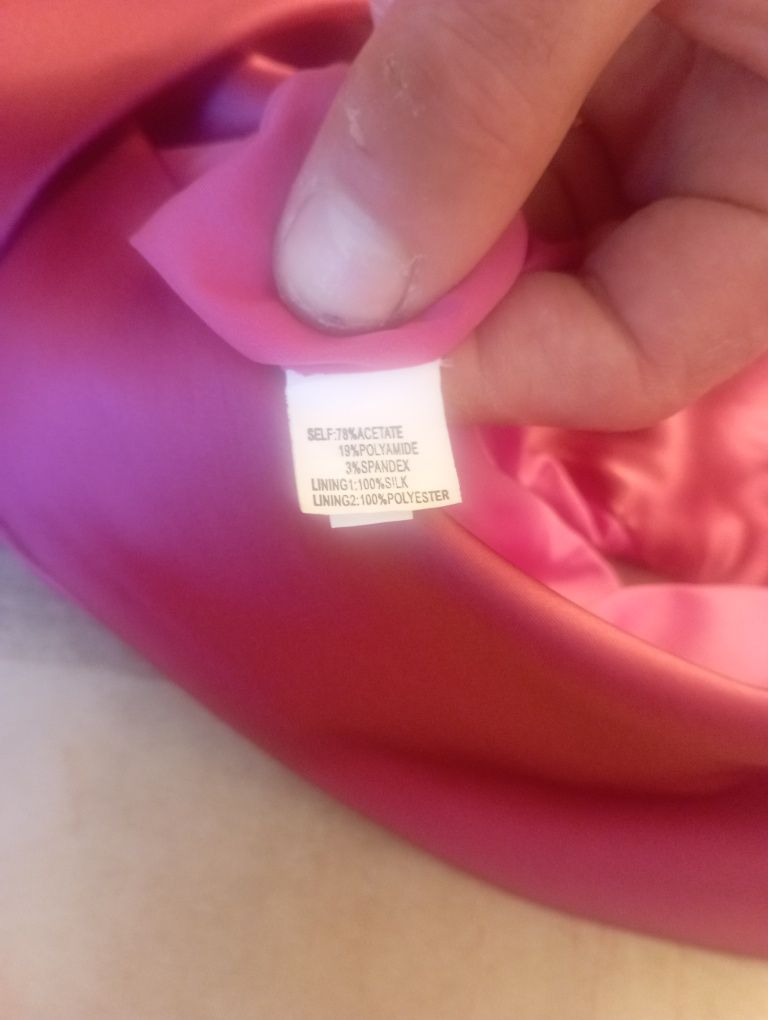 SELF:78%ACETATE
19%POLYAMIDE
3%SPANDEX
LINING1:100%SILK
LINING2:100%POLYESTER